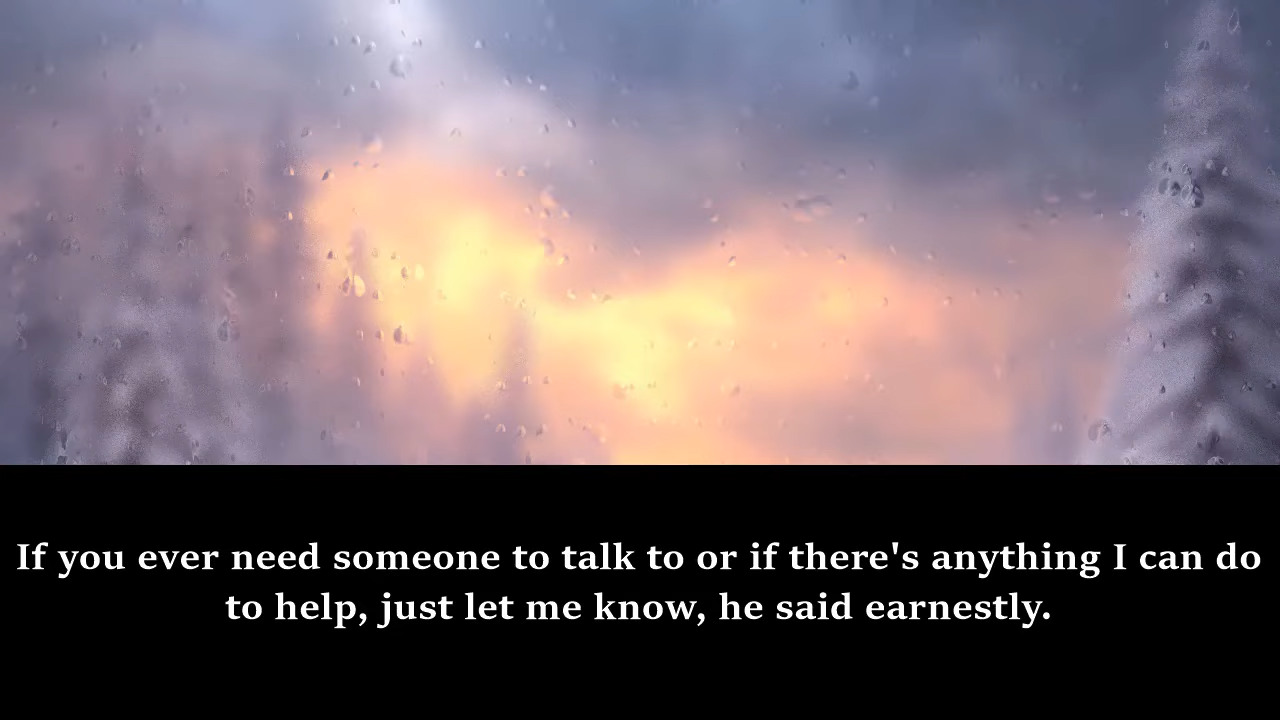 If you ever need someone to talk to or if there's anything I can do
to help, just let me know, he said earnestly.